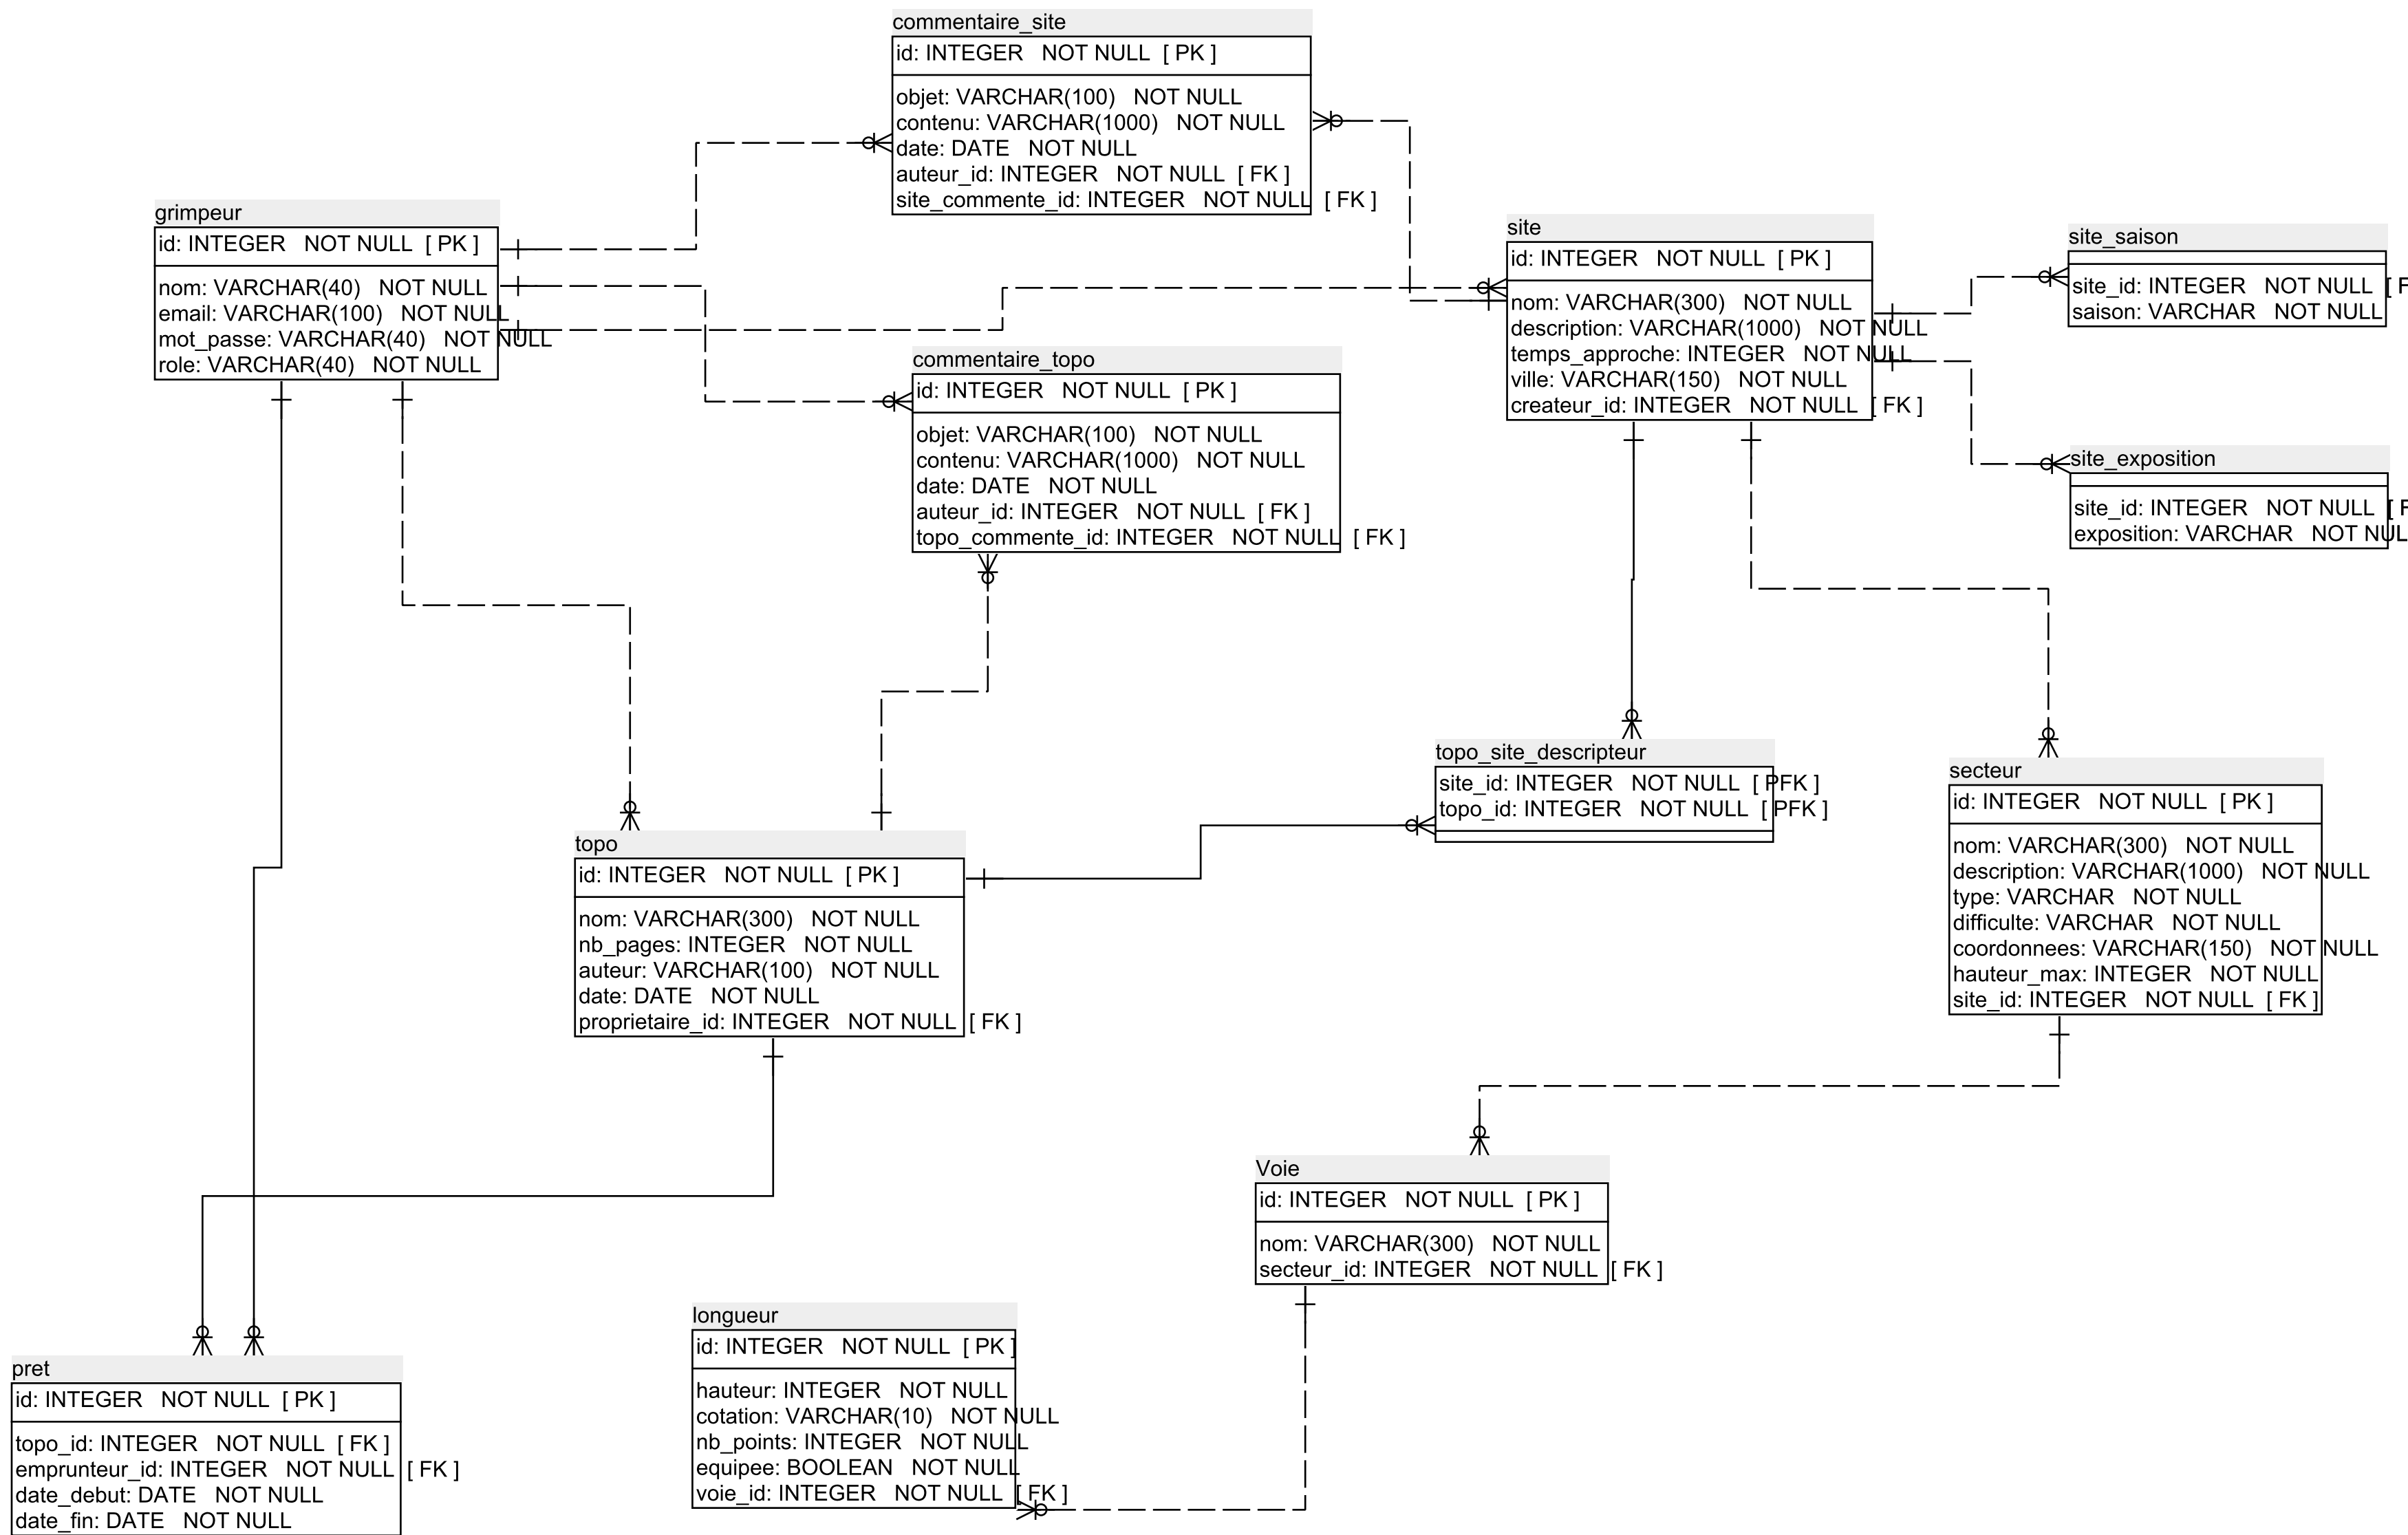 commentaire_site
id: INTEGER NOT NULL [ PK ]
objet: VARCHAR(100) NOT NULL
contenu: VARCHAR(1000) NOT NULL
date: DATE NOT NULL
auteur_id: INTEGER NOT NULL [ FK ]
site_commente_id: INTEGER NOT NULL [ FK ]
grimpeur
id: INTEGER NOT NULL [ PK ]
nom: VARCHAR(40) NOT NULL
email: VARCHAR(100) NOT NULL
mot_passe: VARCHAR(40) NOT NULL
role: VARCHAR(40) NOT NULL
site
id: INTEGER NOT NULL [ PK ]
nom: VARCHAR(300) NOT NULL
description: VARCHAR(1000) NOT NULL
temps_approche: INTEGER NOT NULL
ville: VARCHAR(150) NOT NULL
createur_id: INTEGER NOT NULL [ FK ]
site_saison
site_id: INTEGER NOT NULL [ F
saison: VARCHAR NOT NULL
commentaire_topo
id: INTEGER NOT NULL [ PK ]
objet: VARCHAR(100) NOT NULL
contenu: VARCHAR(1000) NOT NULL
date: DATE NOT NULL
auteur_id: INTEGER NOT NULL [ FK ]
topo_commente_id: INTEGER NOT NULL [ FK ]
site_exposition
site_id: INTEGER NOT NULL [ F
exposition: VARCHAR NOT NUL
topo_site_descripteur
site_id: INTEGER NOT NULL [ PFK ]
topo_id: INTEGER NOT NULL [ PFK ]
secteur
id: INTEGER NOT NULL [ PK ]
nom: VARCHAR(300) NOT NULL
description: VARCHAR(1000) NOT NULL
type: VARCHAR NOT NULL
difficulte: VARCHAR NOT NULL
coordonnees: VARCHAR(150) NOT NULL
hauteur_max: INTEGER NOT NULL
site_id: INTEGER NOT NULL [ FK ]
topo
id: INTEGER NOT NULL [ PK ]
nom: VARCHAR(300) NOT NULL
nb_pages: INTEGER NOT NULL
auteur: VARCHAR(100) NOT NULL
date: DATE NOT NULL
proprietaire_id: INTEGER NOT NULL [ FK ]
Voie
id: INTEGER NOT NULL [ PK ]
nom: VARCHAR(300) NOT NULL
secteur_id: INTEGER NOT NULL [ FK ]
longueur
id: INTEGER NOT NULL [ PK ]
hauteur: INTEGER NOT NULL
cotation: VARCHAR(10) NOT NULL
nb_points: INTEGER NOT NULL
equipee: BOOLEAN NOT NULL
voie_id: INTEGER NOT NULL [ FK ]
pret
id: INTEGER NOT NULL [ PK ]
topo_id: INTEGER NOT NULL [ FK ]
emprunteur_id: INTEGER NOT NULL [ FK ]
date_debut: DATE NOT NULL
date_fin: DATE NOT NULL